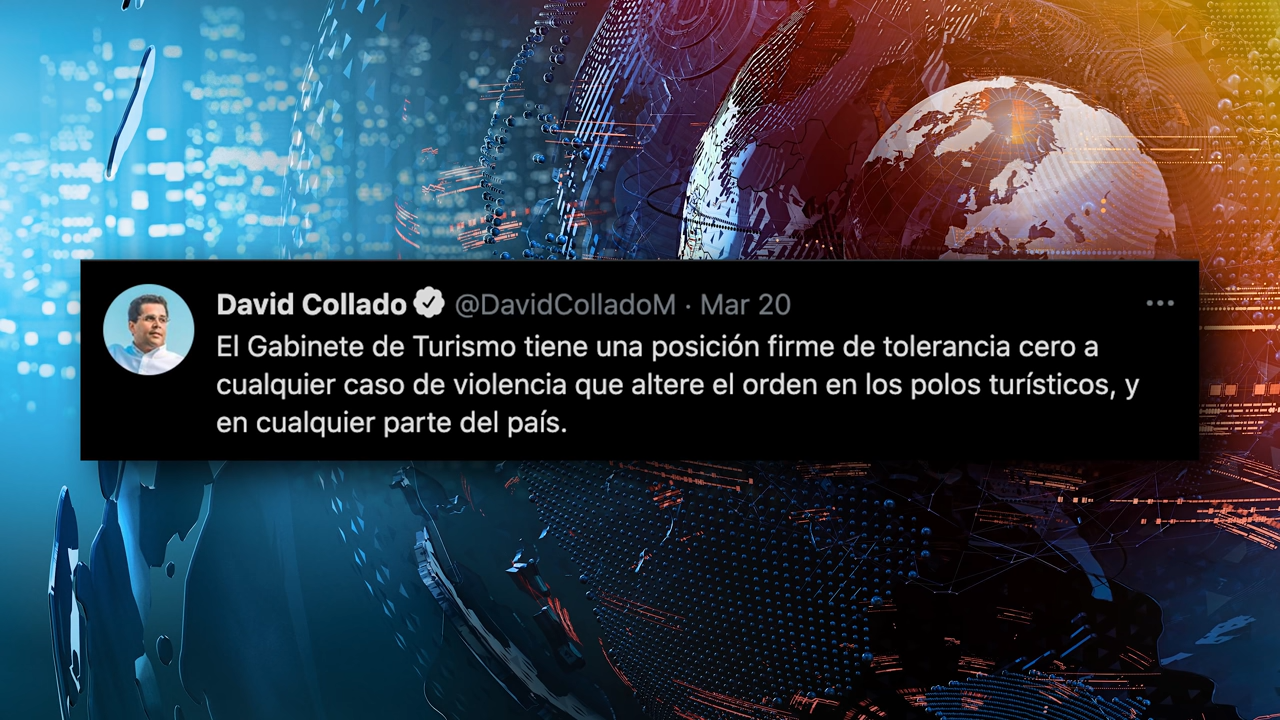 David Collado @DavidColladoM · Mar 20
El Gabinete de Turismo tiene una posición firme de tolerancia cero a
cualquier caso de violencia que altere el orden en los polos turísticos, y
en cualquier parte del país.